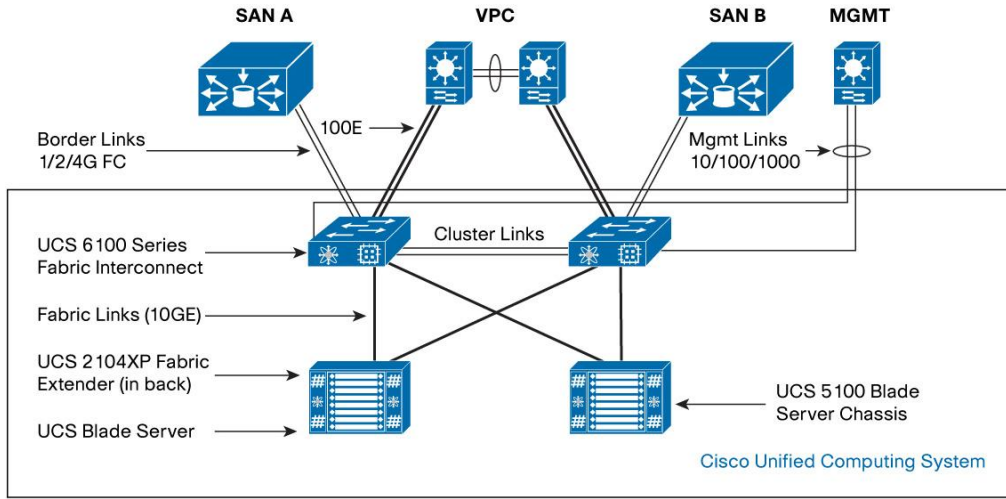 SAN A
VPC
SAN B
MGMT
100E
Border Links
1/2/4G FC
Mgmt Links
10/100/1000
UCS 6100 Series
Fabric Interconnect
Cluster Links
Fabric Links (10GE)
UCS 2104XP Fabric
Extender (in back)
UCS Blade Server
UCS 5100 Blade
Server Chassis
Cisco Unified Computing System